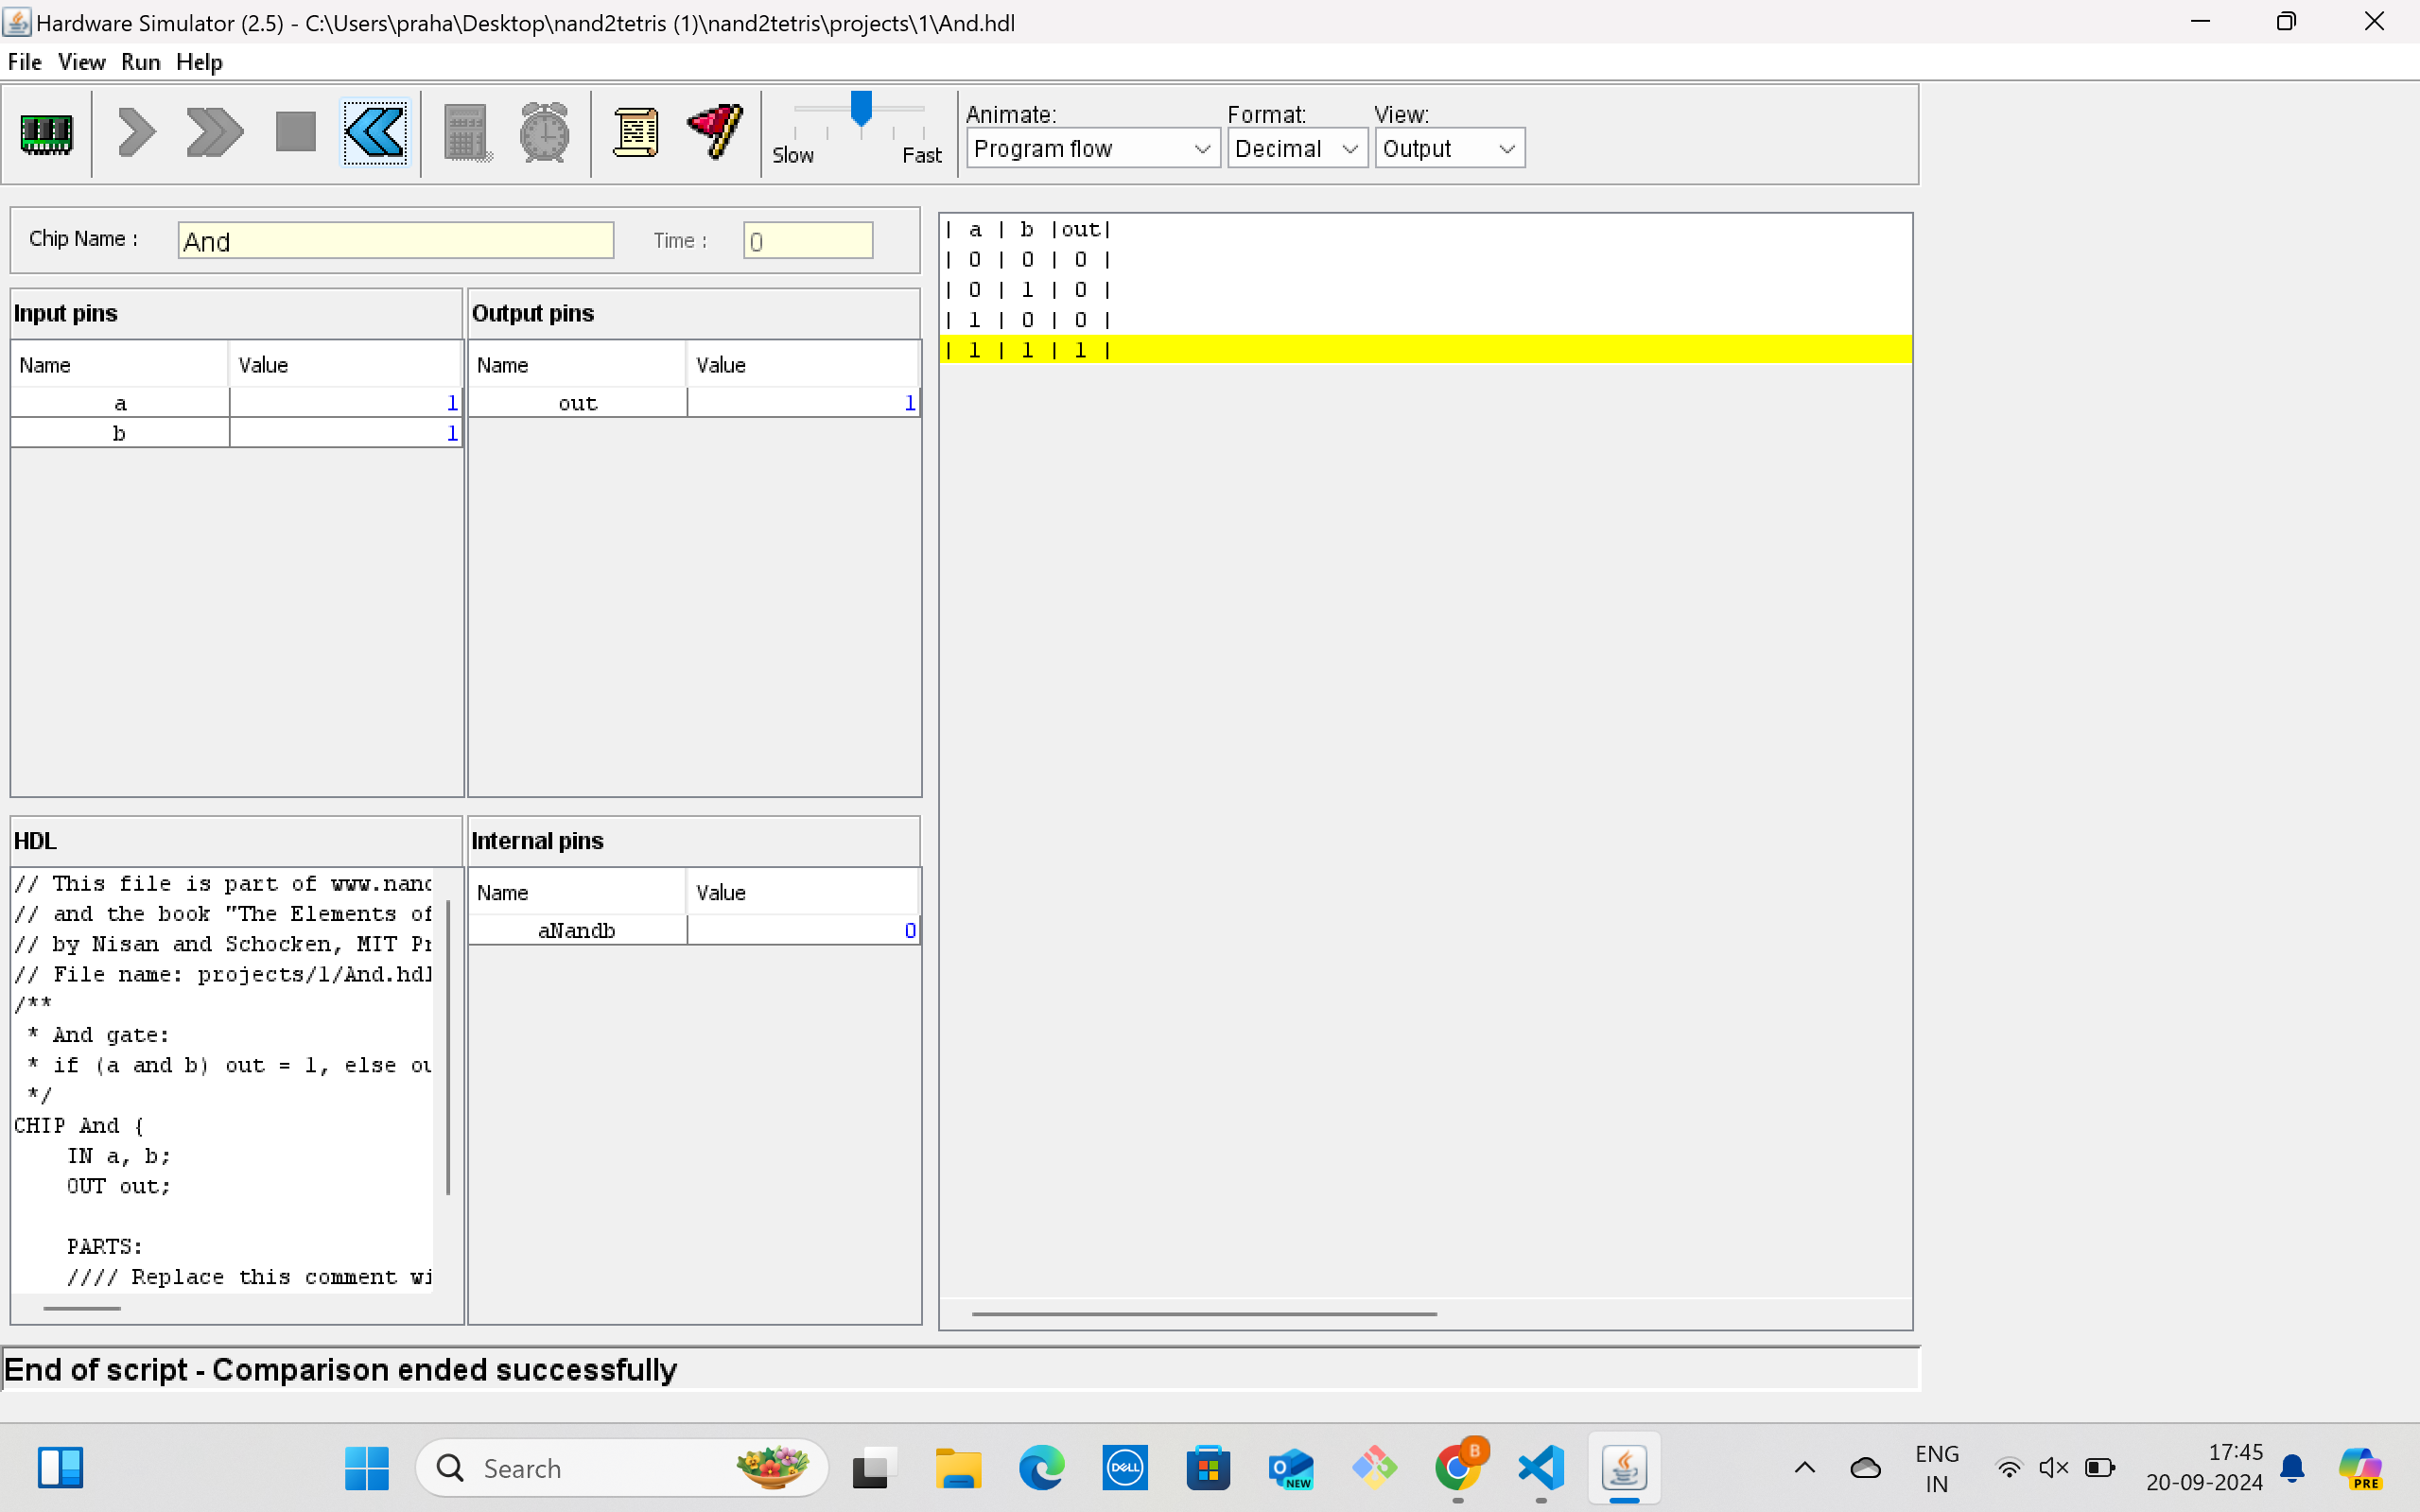 Hardware Simulator (2.5) - C:\Users\praha\Desktop\nand2tetris (1)\nand2tetris\projects\1\And.hdl
File View Run Help
Animate: Format: View:
Slow Fast Program flow Decimal Output
Chip Name : And Time : 0
| a | b |out|
| 0 | 0 | 0 |
| 0 | 1 | 0 |
| 1 | 0 | 0 |
| 1 | 1 | 1 |
Input pins Output pins
Name Value Name Value
a 1 out 1
b 1
HDL Internal pins
Name Value
aNandb 0
// This file is part of www.nand
// and the book "The Elements of
// by Nisan and Schocken, MIT Pr
// File name: projects/1/And.hdl
/**
* And gate:
* if (a and b) out = 1, else ou
*/
CHIP And {
IN a, b;
OUT out;
PARTS:
//// Replace this comment wi
End of script - Comparison ended successfully
Search
DELL
NEW
B
ENG
IN
17:45
20-09-2024
PRE